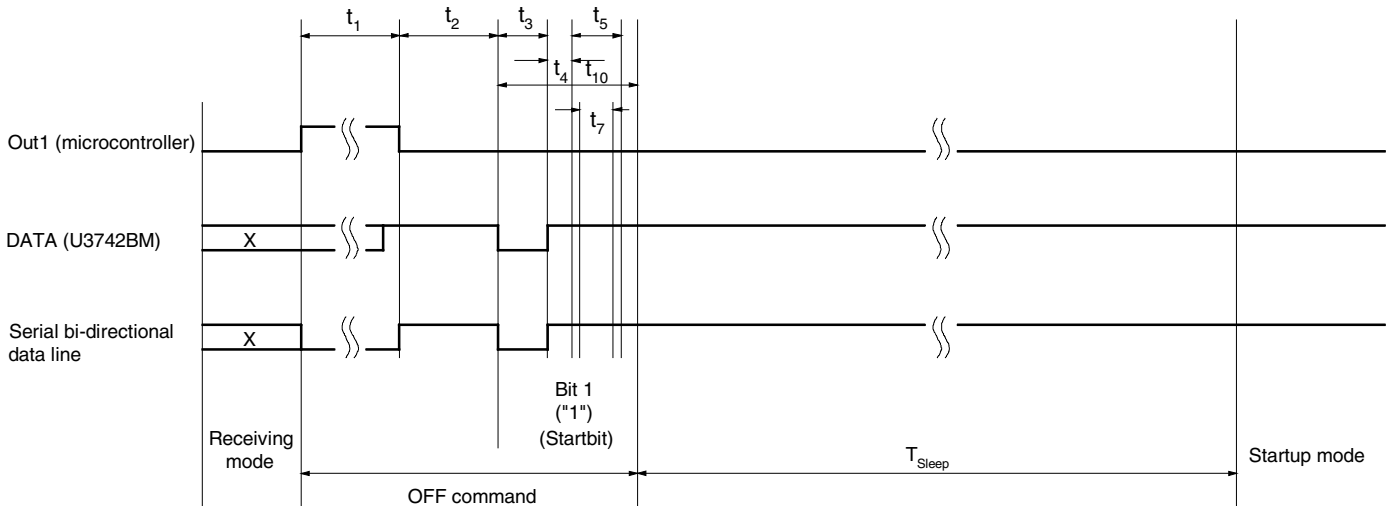 t1
t2
t3
t5
t4
t10
t7
Out1 (microcontroller)
DATA (U3742BM)
X
Serial bi-directional
data line
X
Bit 1
("1")
(Startbit)
Receiving
mode
OFF command
TSleep
Startup mode